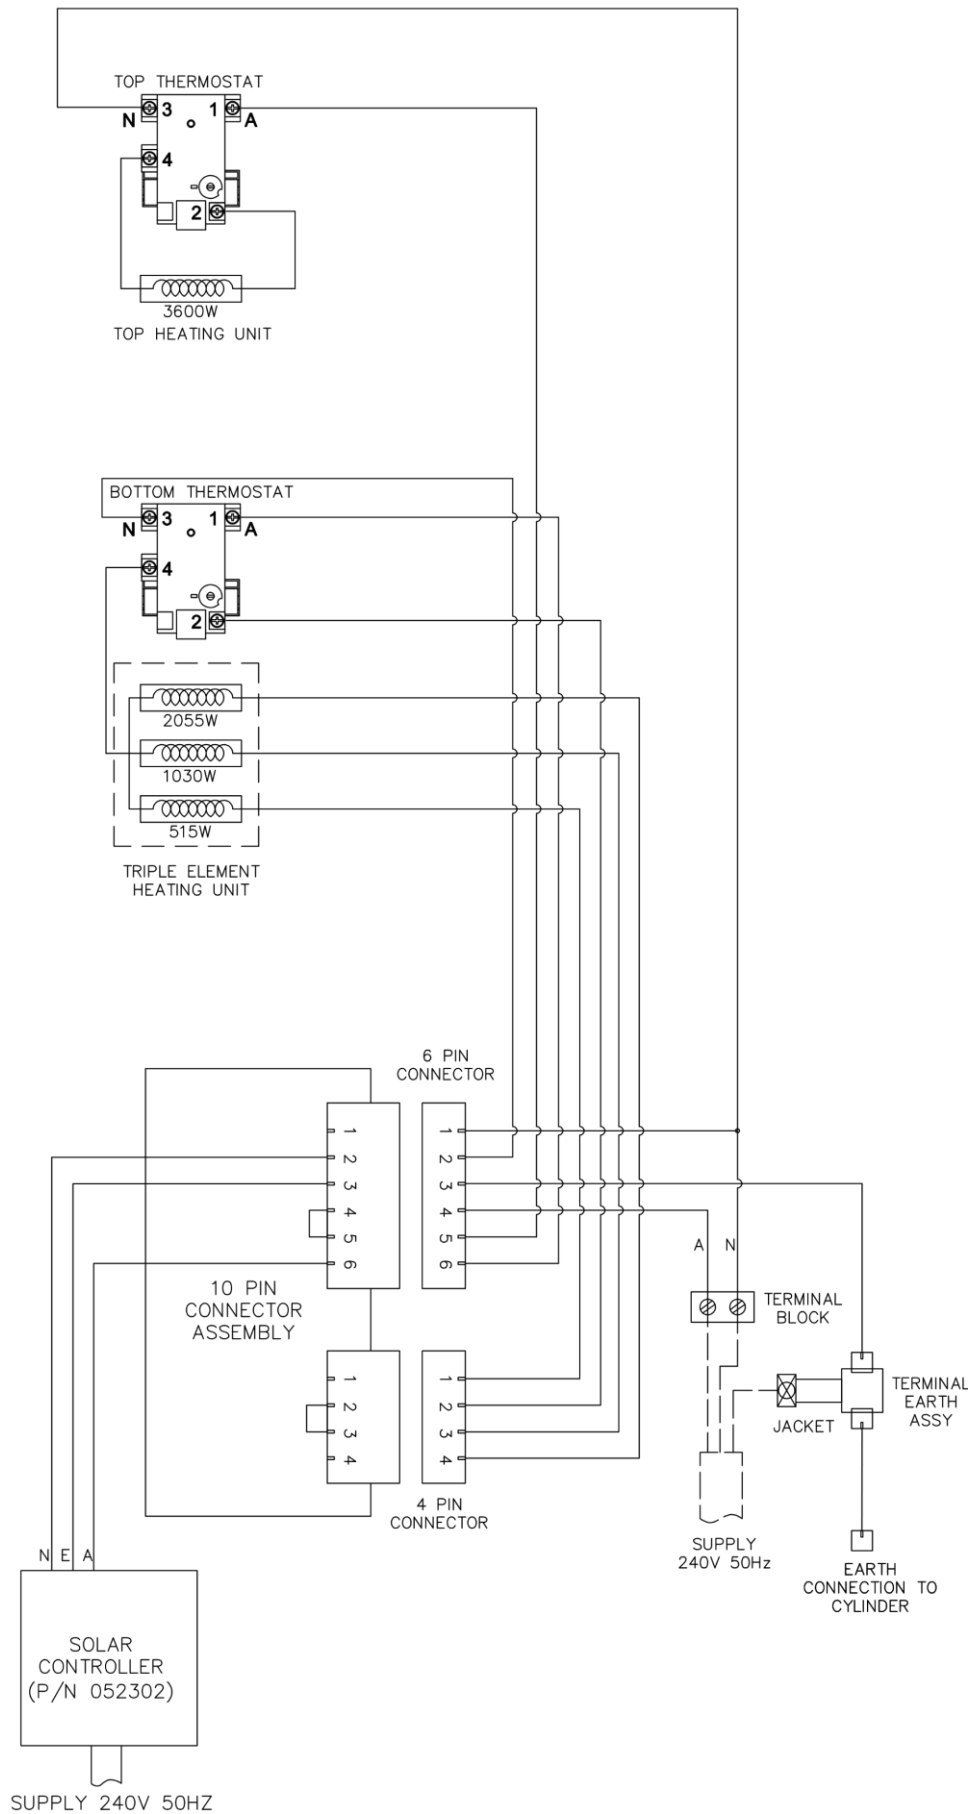 TOP THERMOSTAT
3 1
N A
4
2
3600W
TOP HEATING UNIT
BOTTOM THERMOSTAT
3 1
N A
4
2
2055W
1030W
515W
TRIPLE ELEMENT
HEATING UNIT
6 PIN
CONNECTOR
1 1
2 2
3 3
4 4
5 5
6 6
A N
10 PIN
CONNECTOR
ASSEMBLY
TERMINAL
BLOCK
1 1
2 2
3 3
4 4
TERMINAL
EARTH
ASSY
JACKET
4 PIN
CONNECTOR
SUPPLY
240V 50Hz
EARTH
CONNECTION TO
CYLINDER
N E A
SOLAR
CONTROLLER
(P/N 052302)
SUPPLY 240V 50HZ